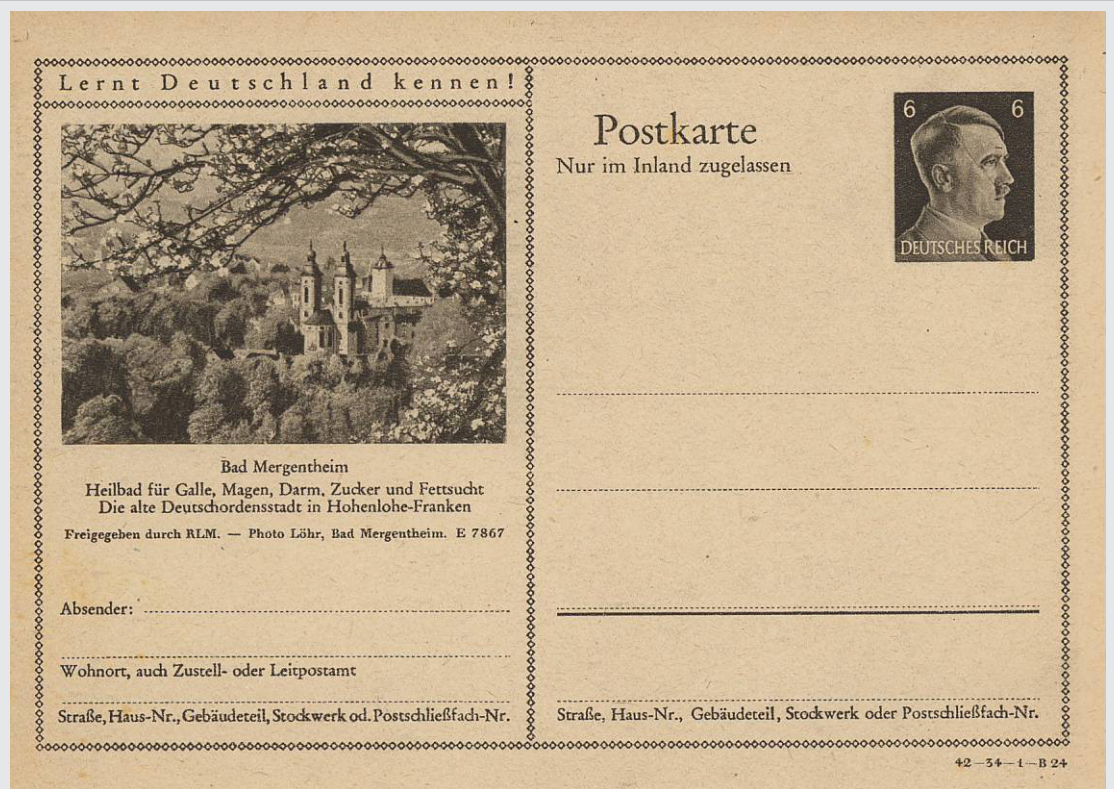 Lernt Deutschland kennen!
Bad Mergentheim
Heilbad für Galle, Magen, Darm, Zucker und Fettsucht
Die alte Deutschordensstadt in Hohenlohe-Franken
Freigegeben durch RLM. — Photo Löhr, Bad Mergentheim. E 7867
Absender:
Wohnort, auch Zustell- oder Leitpostamt
Straße, Haus-Nr., Gebäudeteil, Stockwerk od. Postschließfach-Nr.
Postkarte
Nur im Inland zugelassen
6 6
DEUTSCHES REICH
Straße, Haus-Nr., Gebäudeteil, Stockwerk oder Postschließfach-Nr.
42—34—1—B 24